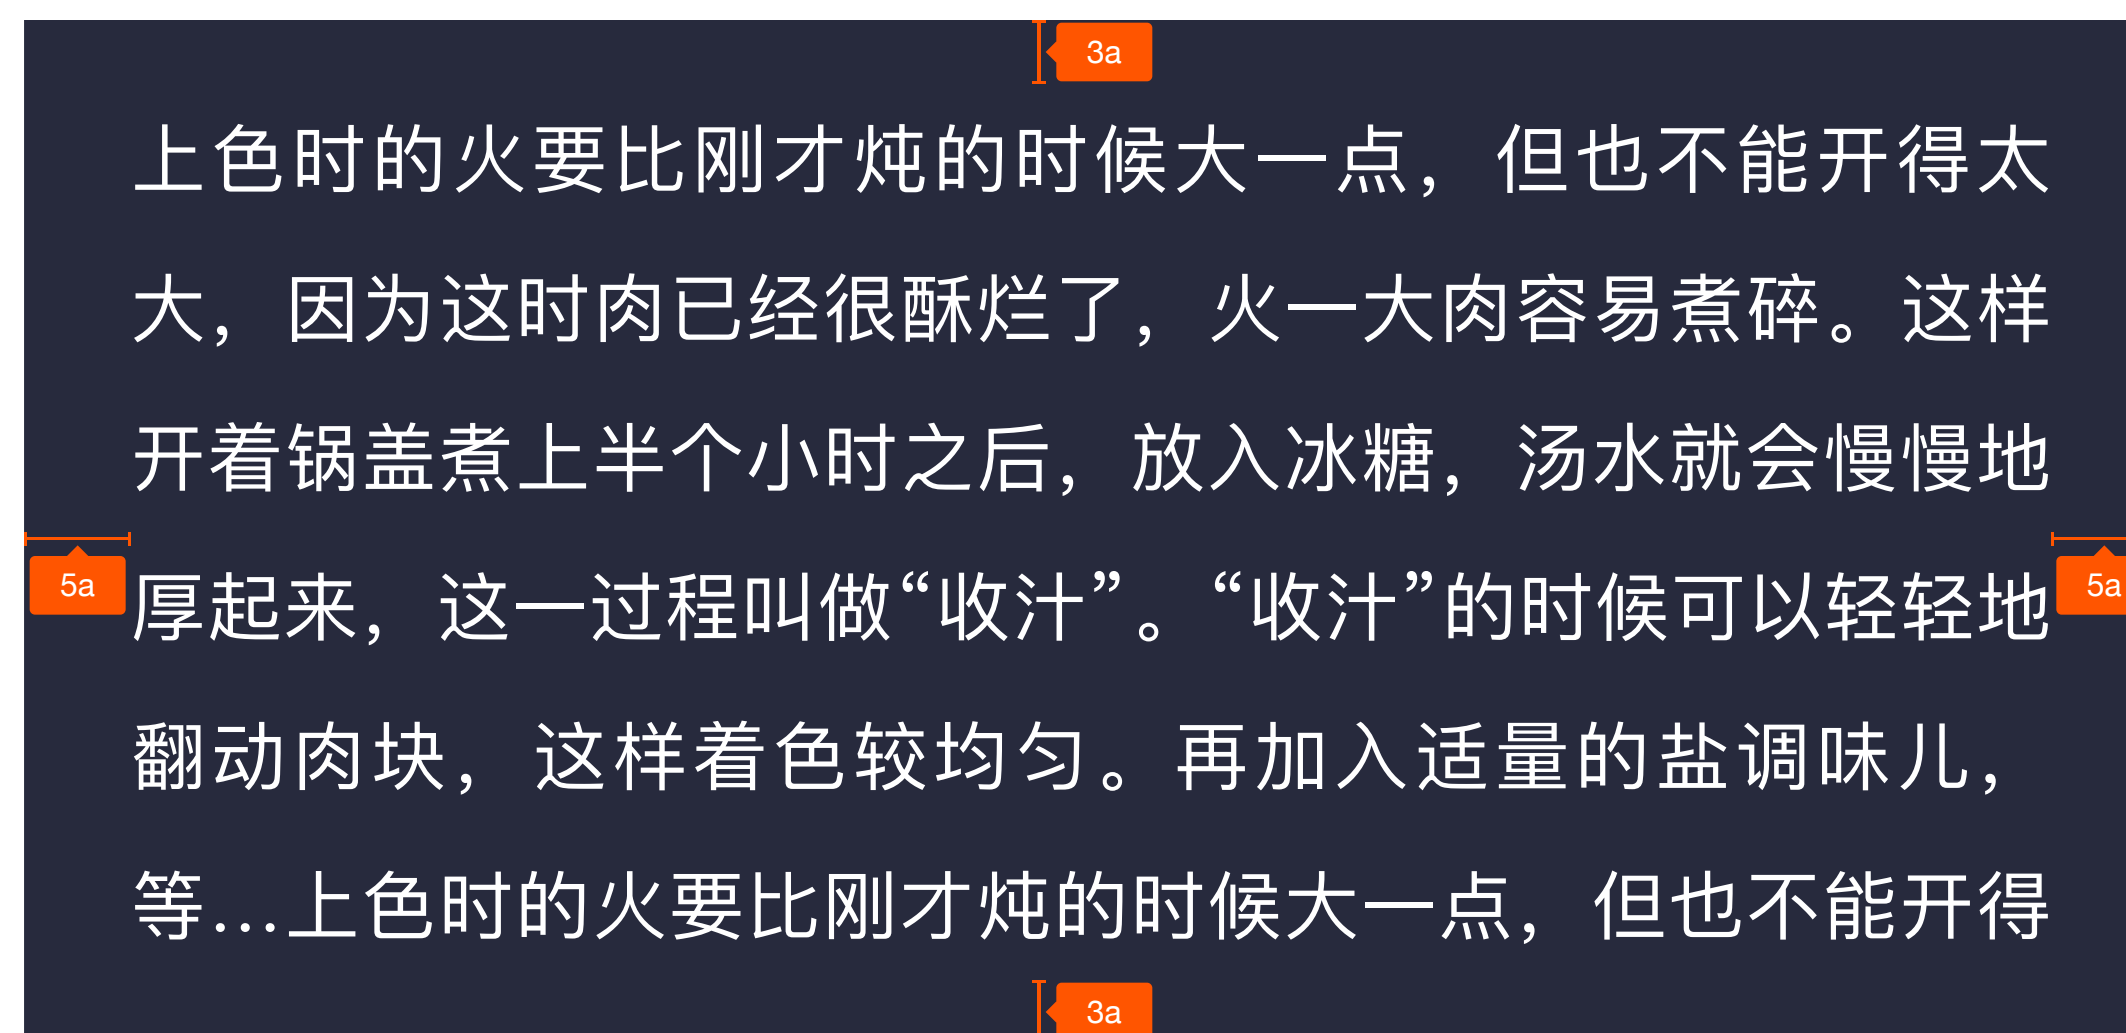 3a
上色时的火要比刚才炖的时候大一点，但也不能开得太
大，因为这时肉已经很酥烂了，火一大肉容易煮碎。这样
开着锅盖煮上半个小时之后，放入冰糖，汤水就会慢慢地
5a
厚起来，这一过程叫做“收汁”。“收汁”的时候可以轻轻地
5a
翻动肉块，这样着色较均匀。再加入适量的盐调味儿，
等…上色时的火要比刚才炖的时候大一点，但也不能开得
3a